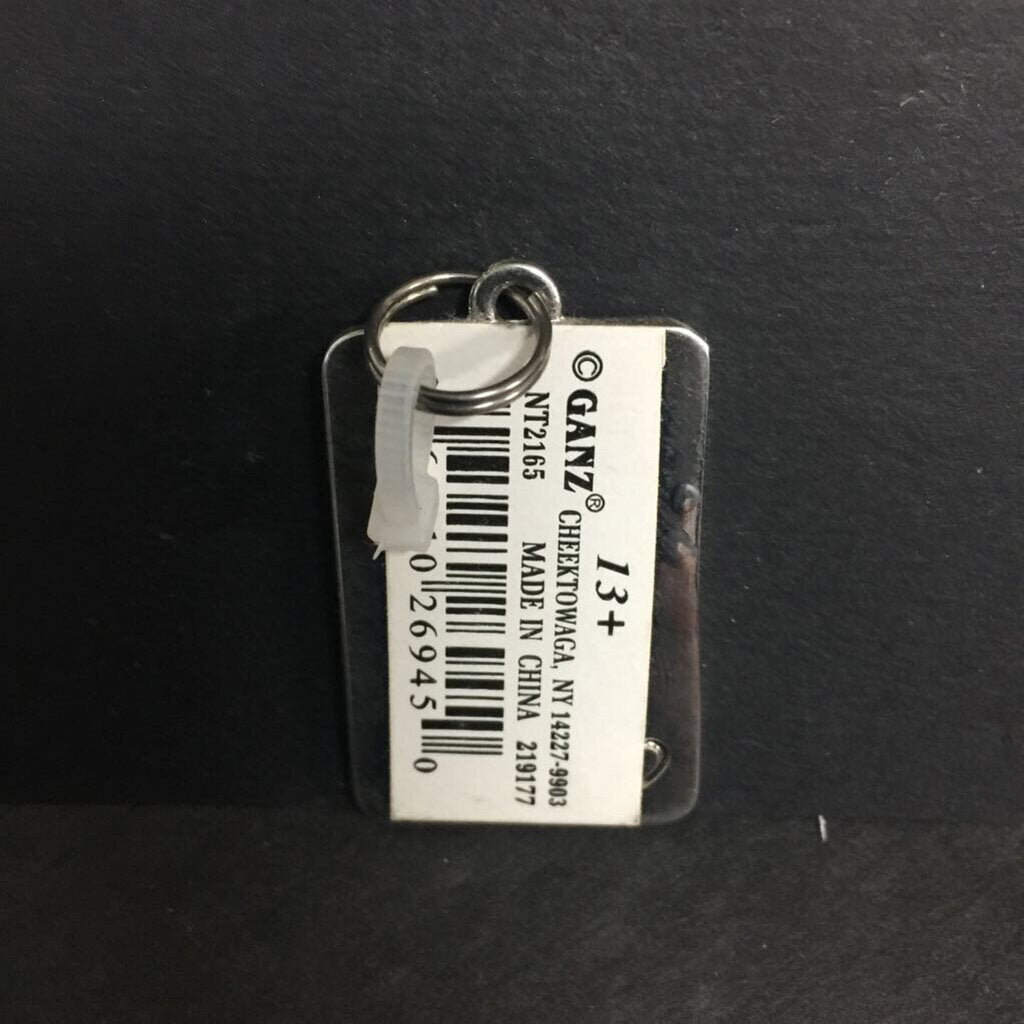 13+
©GANZ® CHEEKTOWAGA, NY 14227-9903
NT2165 MADE IN CHINA 219177
0 26945 0